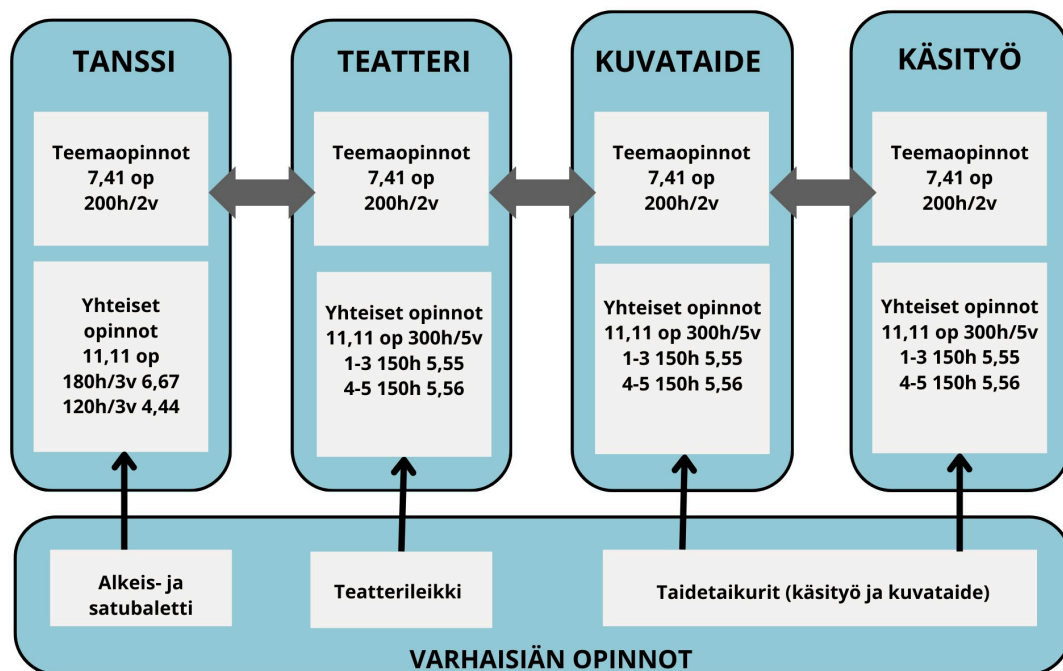 TANSSI
Teemaopinnot
7,41 op
200h/2v
Yhteiset
opinnot
11,11 op
180h/3v 6,67
120h/3v 4,44
TEATTERI
Teemaopinnot
7,41 op
200h/2v
Yhteiset opinnot
11,11 op 300h/5v
1-3 150h 5,55
4-5 150h 5,56
KUVATAIDE
Teemaopinnot
7,41 op
200h/2v
Yhteiset opinnot
11,11 op 300h/5v
1-3 150h 5,55
4-5 150h 5,56
KÄSITYÖ
Teemaopinnot
7,41 op
200h/2v
Yhteiset opinnot
11,11 op 300h/5v
1-3 150h 5,55
4-5 150h 5,56
Alkeis- ja
satubaletti
Teatterileikki
Taidetaikurit (käsityö ja kuvataide)
VARHAISIÄN OPINNOT